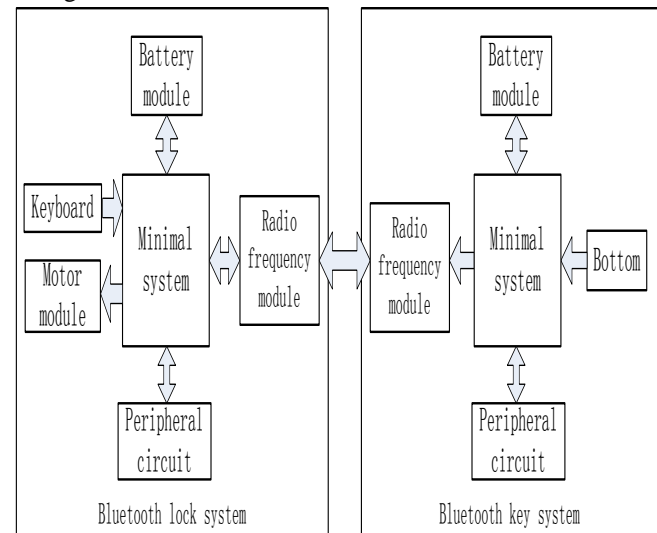 Battery
module
Keyboard
Minimal
system
Radio
frequency
module
Motor
module
Peripheral
circuit
Bluetooth lock system
Battery
module
Radio
frequency
module
Minimal
system
Bottom
Peripheral
circuit
Bluetooth key system